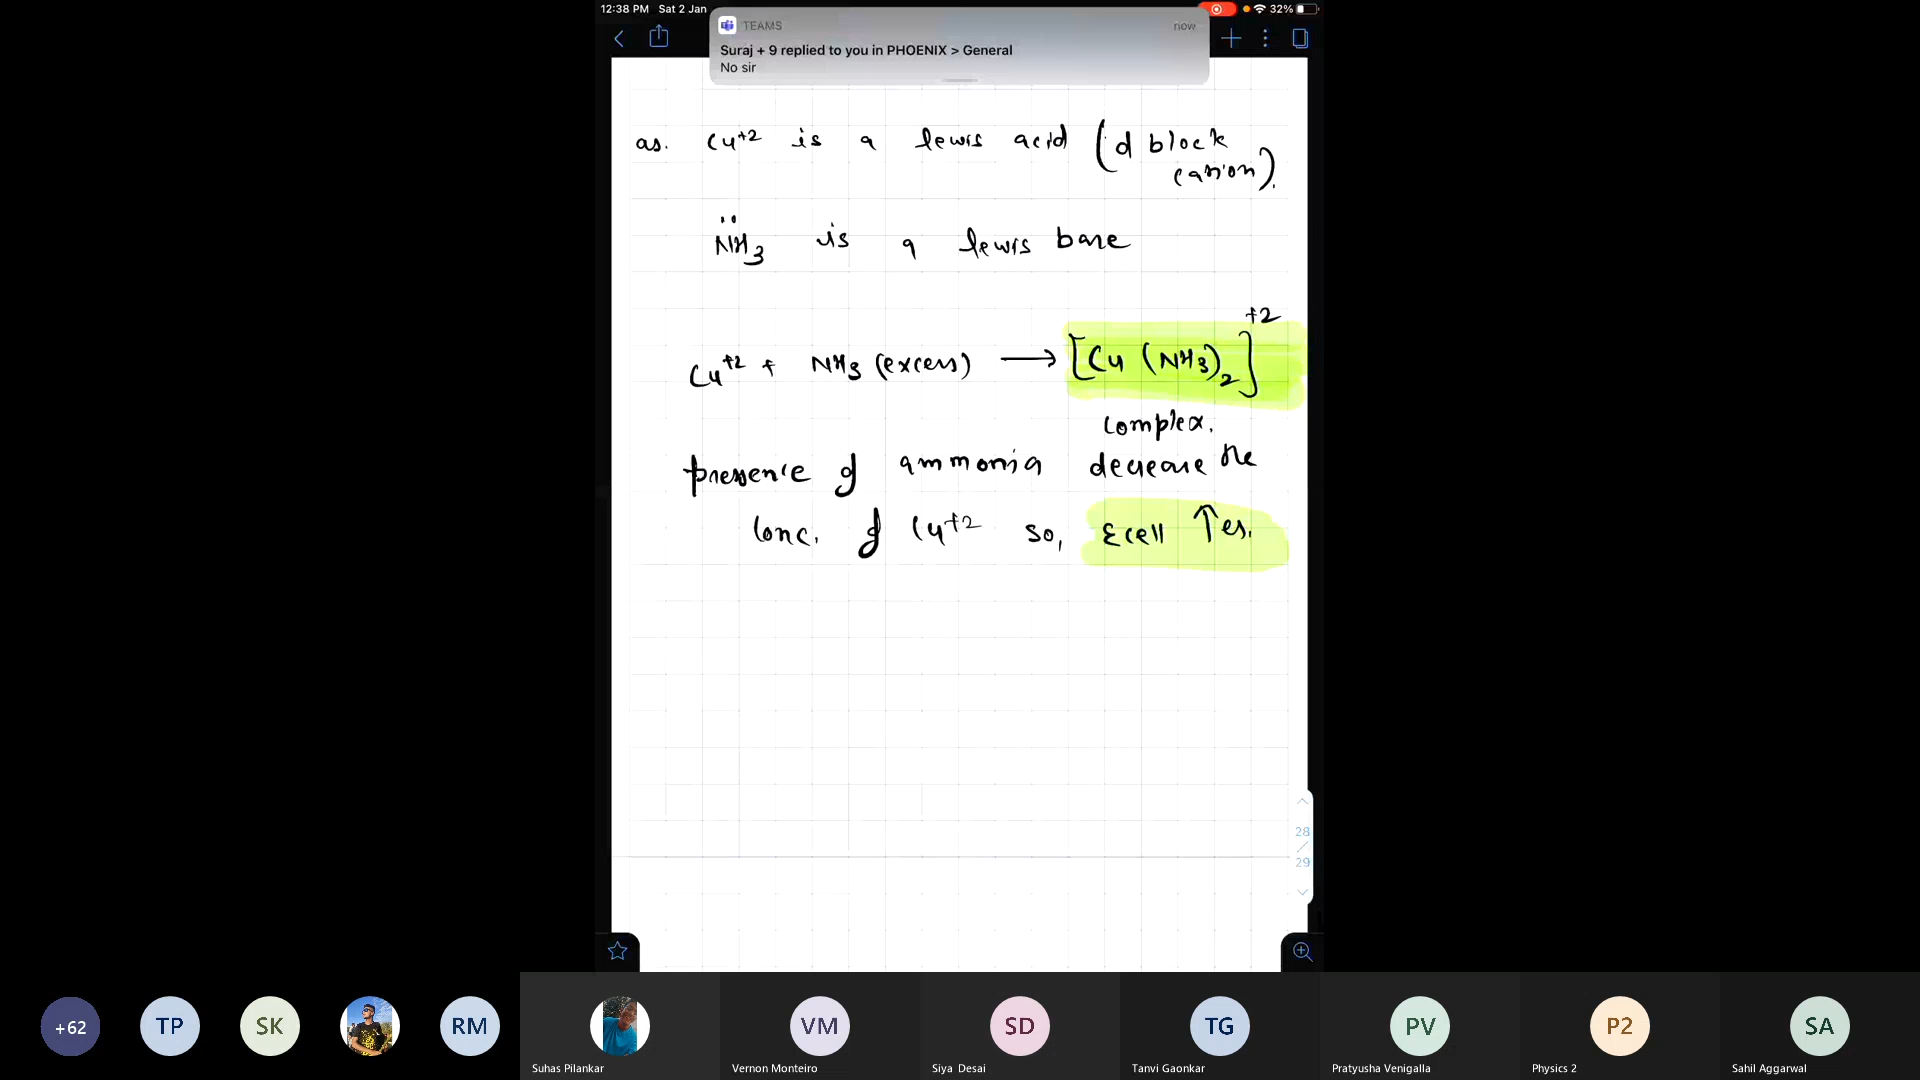 12:38 PM Sat 2 Jan
32%
TEAMS
now
Suraj + 9 replied to you in PHOENIX > General
No sir
as. Cu+2 is a lewis acid (d block
cation).
NH3 is a lewis base
Cu+2 + NH3 (excess) → [Cu (NH3)2]+2
complex.
presence of ammonia decrease the
conc. of Cu+2 so, Ecell ↑es.
28
/
29
+62
TP
SK
RM
VM
SD
TG
PV
P2
SA
Suhas Pilankar
Vernon Monteiro
Siya Desai
Tanvi Gaonkar
Pratyusha Venigalla
Physics 2
Sahil Aggarwal